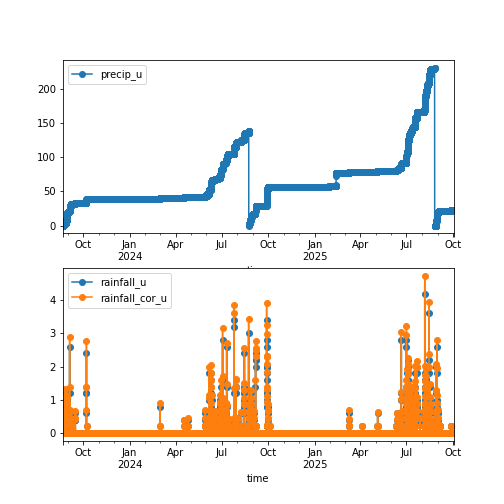 precip_u
200
150
100
50
0
Oct Jan Apr Jul Oct Jan Apr Jul Oct
2024 2025
rainfall_u
rainfall_cor_u
4
3
2
1
0
Oct Jan Apr Jul Oct Jan Apr Jul Oct
2024 2025
time